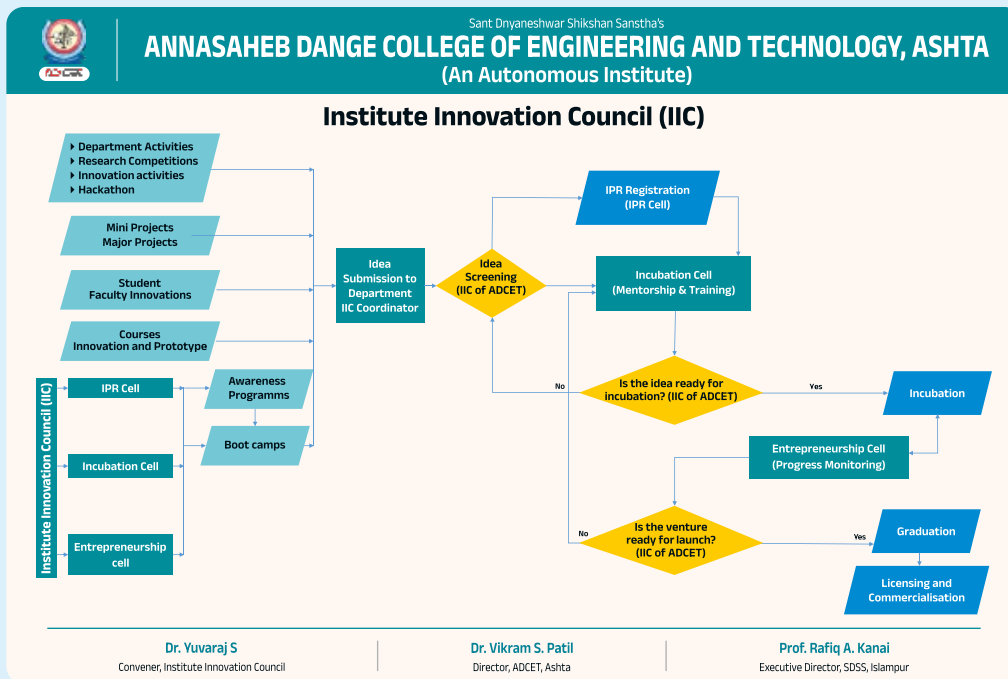 Sant Dnyaneshwar Shikshan Sanstha's
ANNASAHEB DANGE COLLEGE OF ENGINEERING AND TECHNOLOGY, ASHTA
(An Autonomous Institute)
Institute Innovation Council (IIC)
Department Activities
Research Competitions
Innovation activities
Hackathon
Mini Projects
Major Projects
Student
Faculty Innovations
Courses
Innovation and Prototype
Institute Innovation Council (IIC)
IPR Cell
Incubation Cell
Entrepreneurship
cell
Awareness
Programms
Boot camps
Idea
Submission to
Department
IIC Coordinator
Idea
Screening
(IIC of ADCET)
IPR Registration
(IPR Cell)
Incubation Cell
(Mentorship & Training)
Is the idea ready for
incubation? (IIC of ADCET)
No
Yes
Incubation
Entrepreneurship Cell
(Progress Monitoring)
Is the venture
ready for launch?
(IIC of ADCET)
No
Yes
Graduation
Licensing and
Commercialisation
Dr. Yuvaraj S
Convener, Institute Innovation Council
Dr. Vikram S. Patil
Director, ADCET, Ashta
Prof. Rafiq A. Kanai
Executive Director, SDSS, Islampur